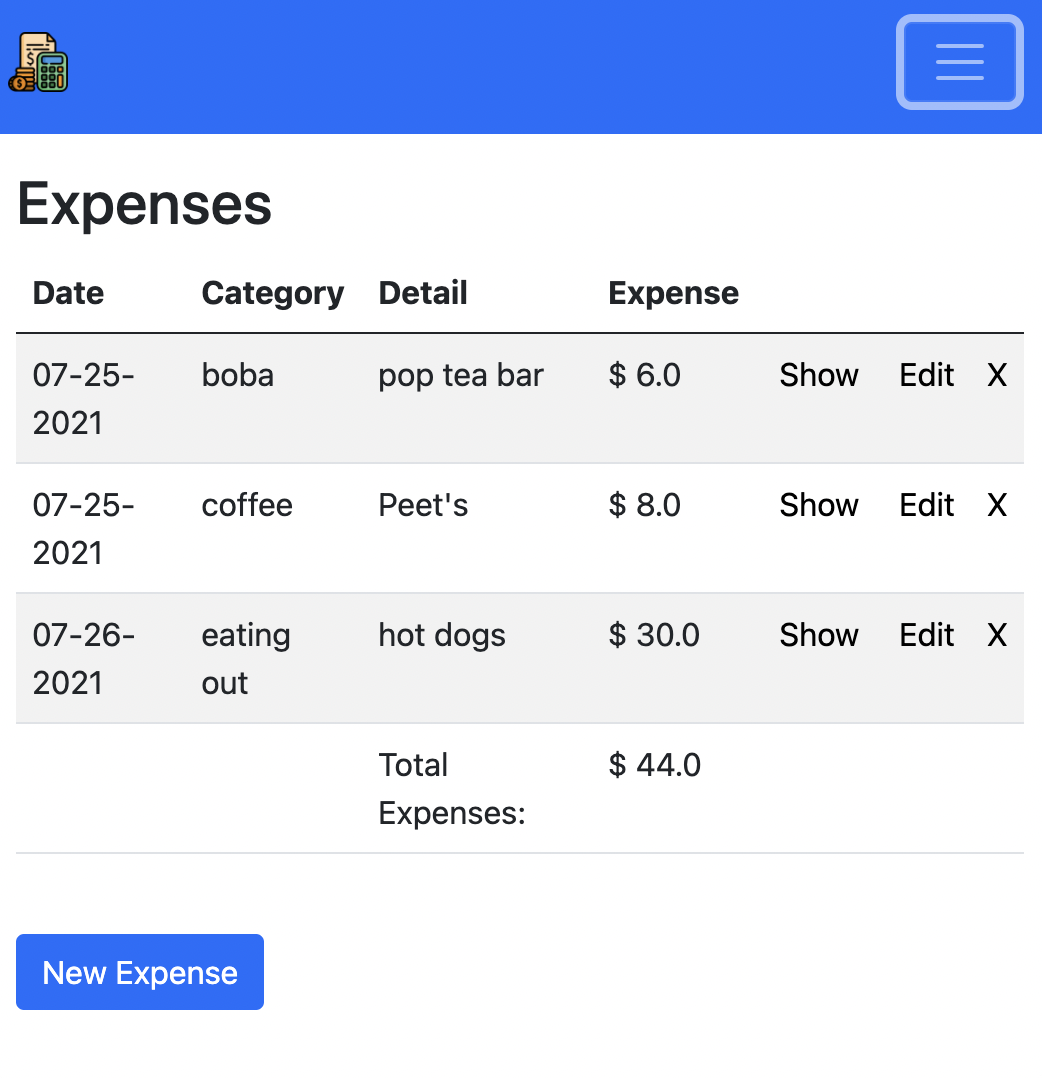 Expenses
Date Category Detail Expense
07-25- boba pop tea bar $ 6.0 Show Edit X
2021
07-25- coffee Peet's $ 8.0 Show Edit X
2021
07-26- eating hot dogs $ 30.0 Show Edit X
2021 out
Total $ 44.0
Expenses:
New Expense